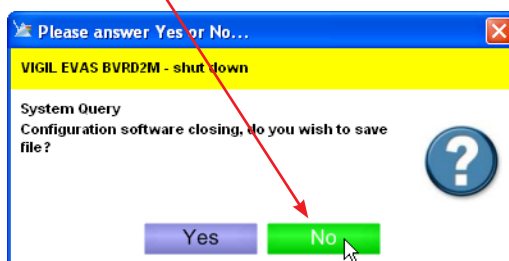 Please answer Yes or No...
VIGIL EVAS BVRD2M - shut down
System Query
Configuration software closing, do you wish to save
file?
Yes
No